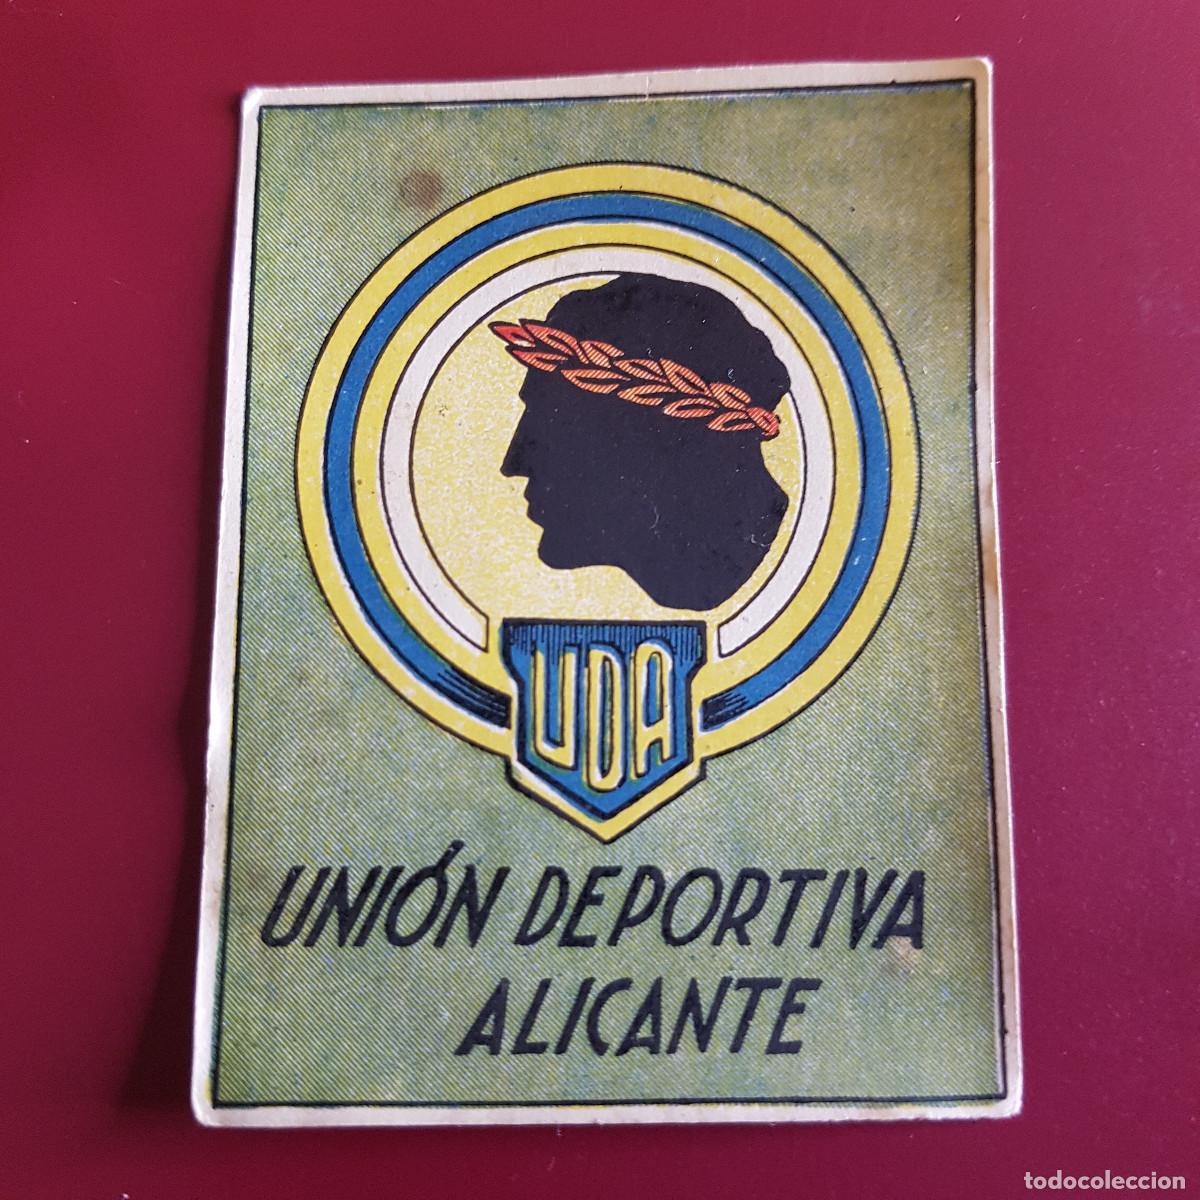 UDA
UNIÓN DEPORTIVA
ALICANTE
todocoleccion